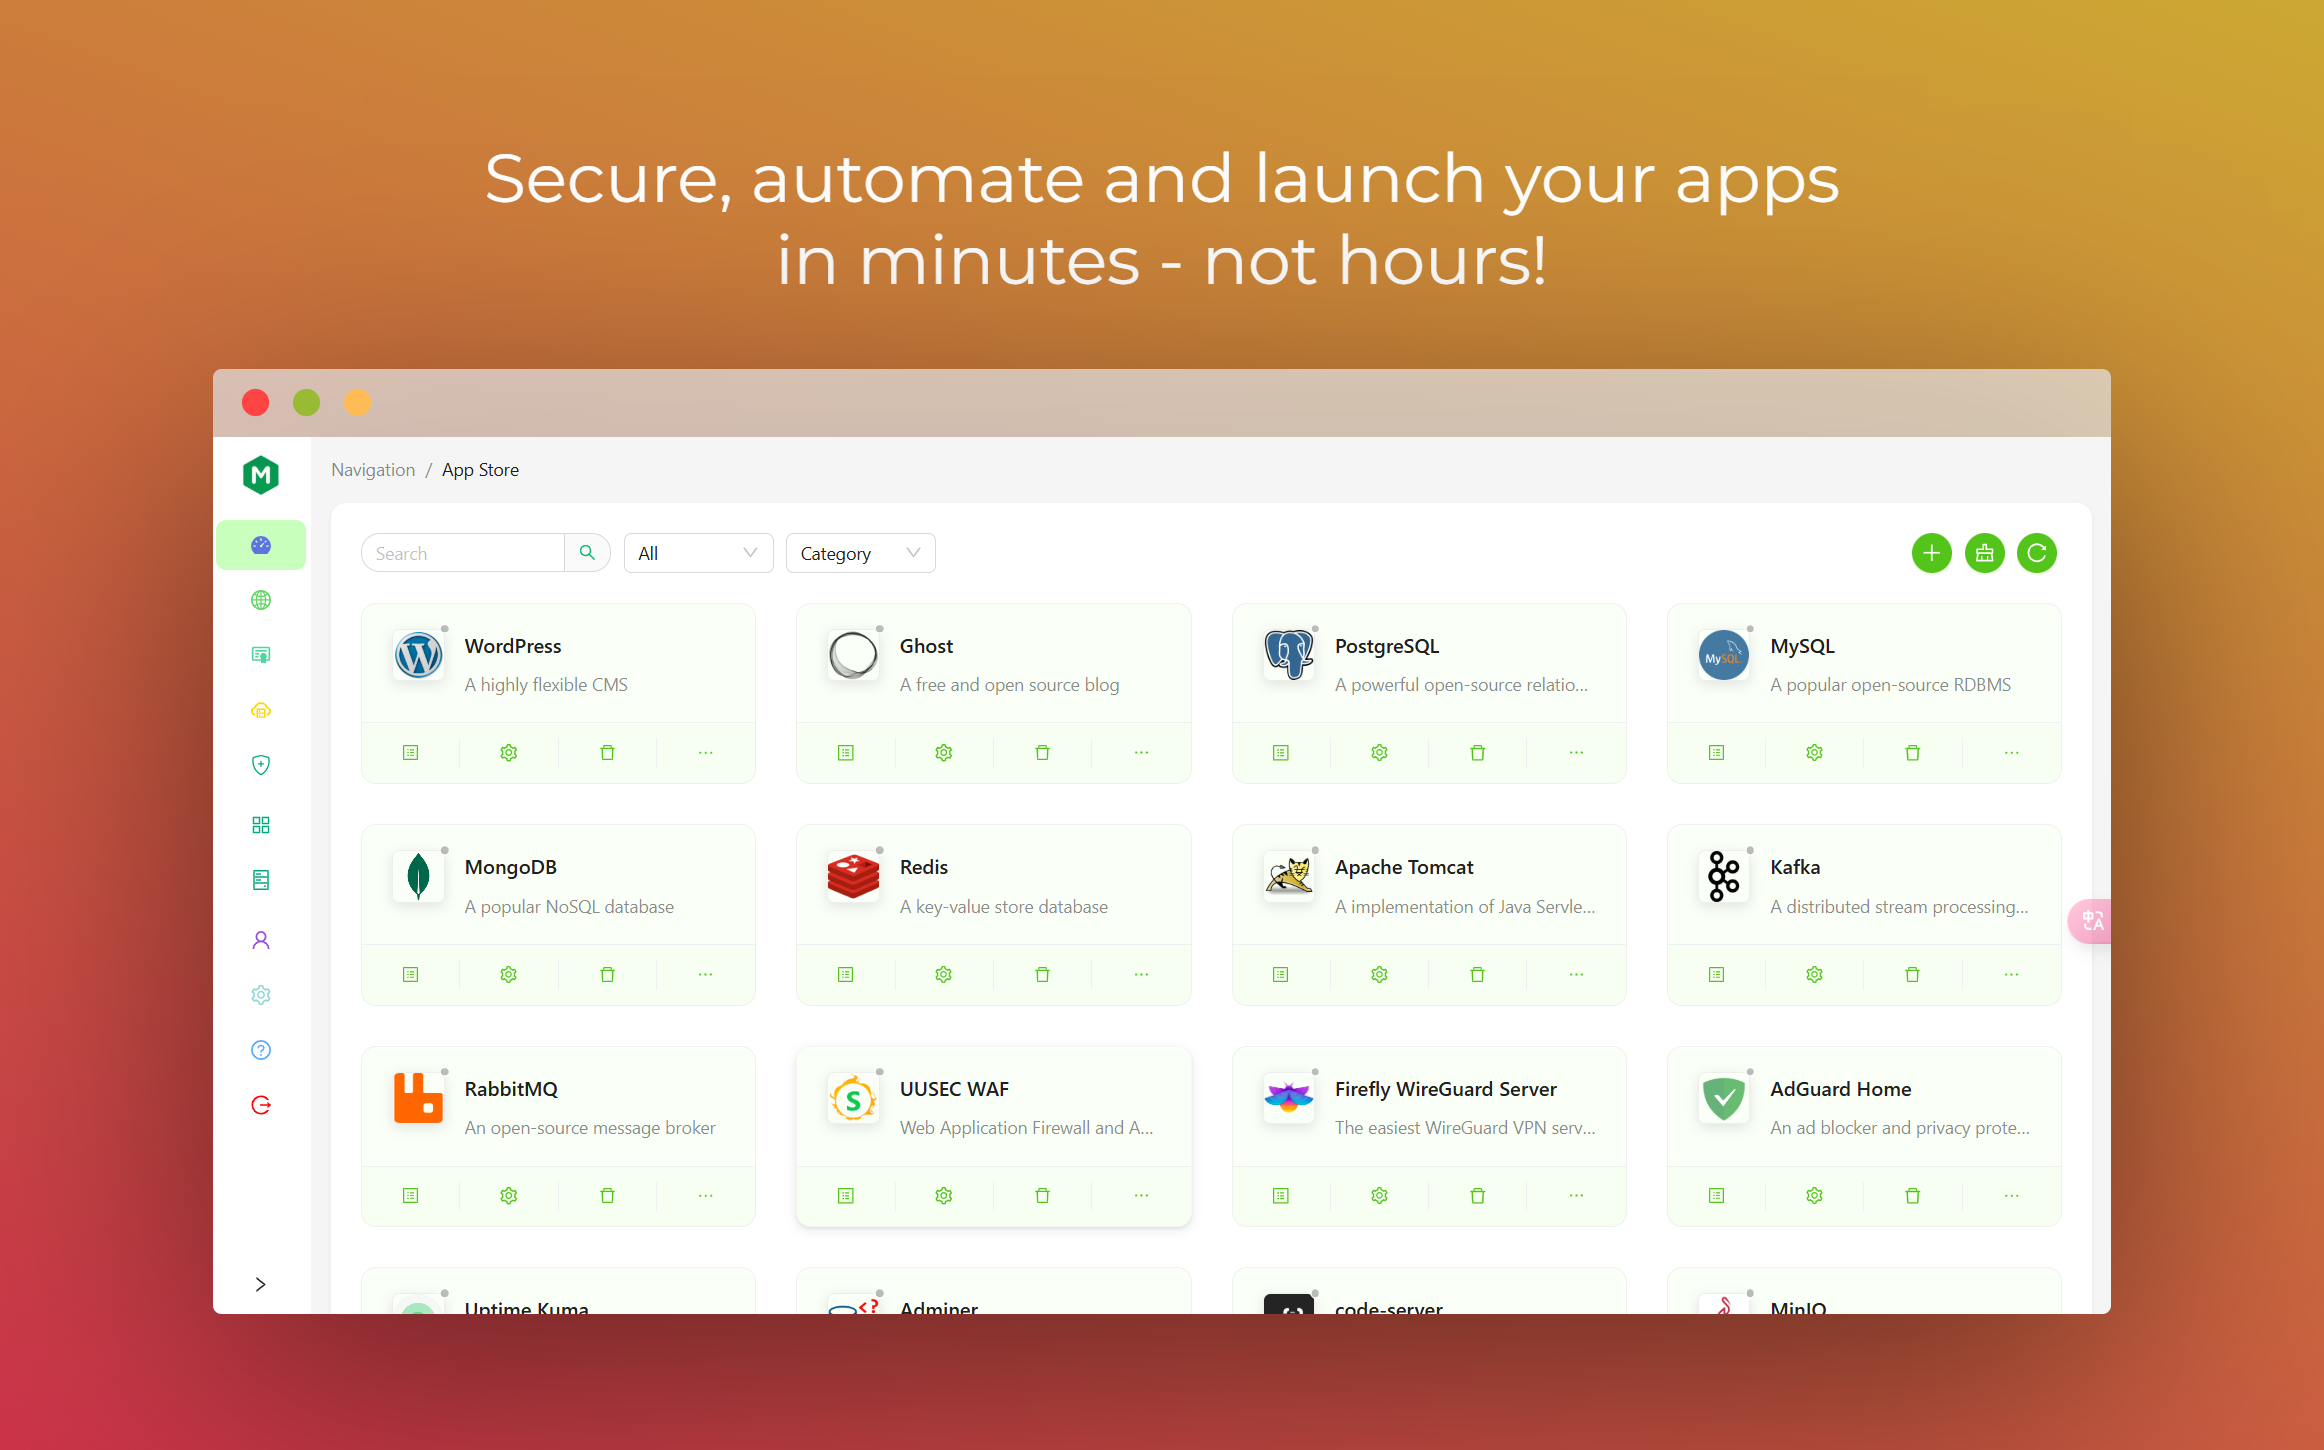 Secure, automate and launch your apps
in minutes - not hours!
M
Navigation / App Store
Search
All
Category
WordPress
A highly flexible CMS
Ghost
A free and open source blog
PostgreSQL
A powerful open-source relatio...
MySQL
MySQL
A popular open-source RDBMS
MongoDB
A popular NoSQL database
Redis
A key-value store database
Apache Tomcat
A implementation of Java Servle...
Kafka
A distributed stream processing...
中A
RabbitMQ
An open-source message broker
S
UUSEC WAF
Web Application Firewall and A...
Firefly WireGuard Server
The easiest WireGuard VPN serv...
AdGuard Home
An ad blocker and privacy prote...
Uptime Kuma
Adminer
code-server
MinIO